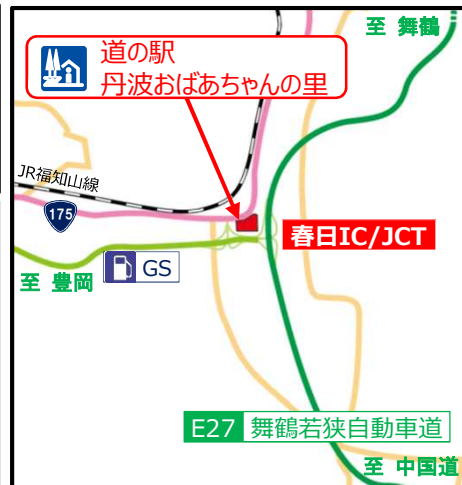 至 舞鶴
道の駅
丹波おばあちゃんの里
JR福知山線
175
春日IC/JCT
GS
至 豊岡
E27 舞鶴若狭自動車道
至 中国道